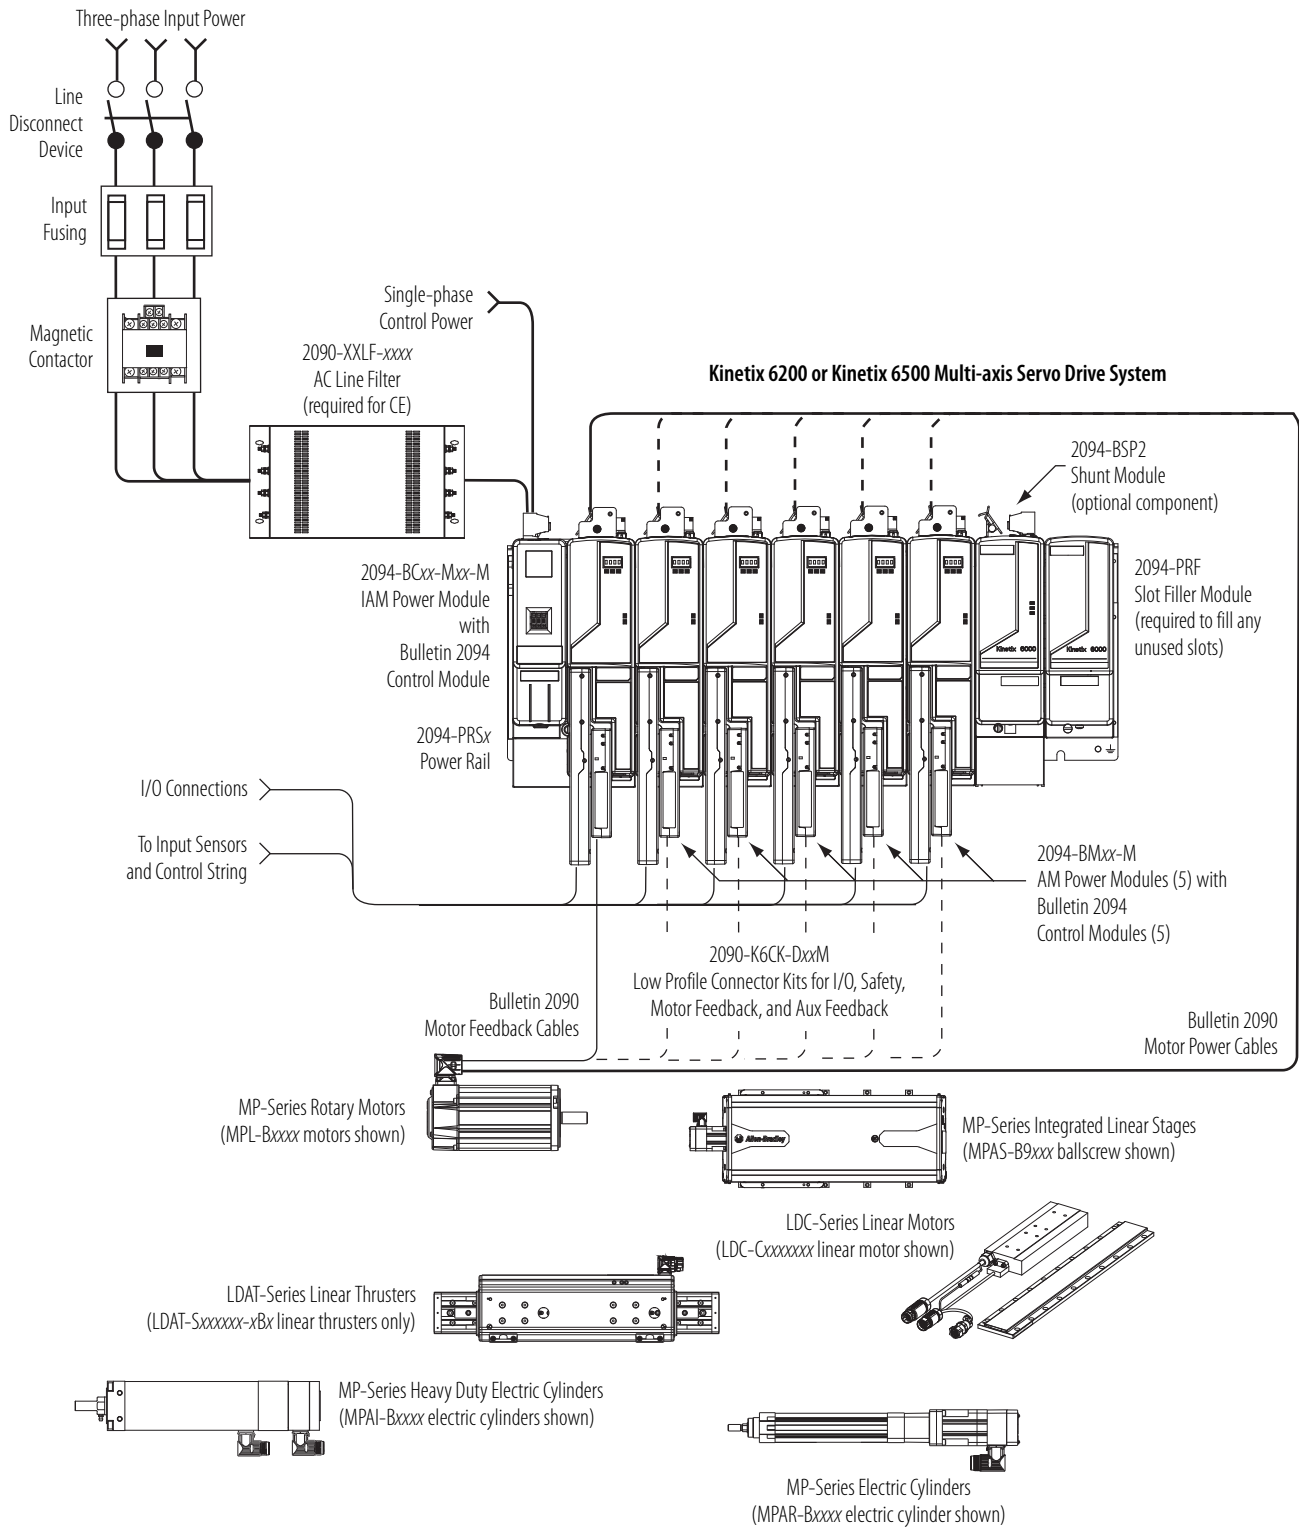 Three-phase Input Power
Line
Disconnect
Device
Input
Fusing
Magnetic
Contactor
Single-phase
Control Power
2090-XXLF-xxxx
AC Line Filter
(required for CE)
Kinetix 6200 or Kinetix 6500 Multi-axis Servo Drive System
2094-BSP2
Shunt Module
(optional component)
2094-BCxx-Mxx-M
IAM Power Module
with
Bulletin 2094
Control Module
2094-PRF
Slot Filler Module
(required to fill any
unused slots)
Kinetix 6000
Kinetix 6000
2094-PRSx
Power Rail
I/O Connections
To Input Sensors
and Control String
2094-BMxx-M
AM Power Modules (5) with
Bulletin 2094
Control Modules (5)
2090-K6CK-DxxM
Low Profile Connector Kits for I/O, Safety,
Motor Feedback, and Aux Feedback
Bulletin 2090
Motor Feedback Cables
Bulletin 2090
Motor Power Cables
MP-Series Rotary Motors
(MPL-Bxxxx motors shown)
Allen-Bradley
MP-Series Integrated Linear Stages
(MPAS-B9xxx ballscrew shown)
LDC-Series Linear Motors
(LDC-Cxxxxxxx linear motor shown)
LDAT-Series Linear Thrusters
(LDAT-Sxxxxxx-xBx linear thrusters only)
MP-Series Heavy Duty Electric Cylinders
(MPAI-Bxxxx electric cylinders shown)
MP-Series Electric Cylinders
(MPAR-Bxxxx electric cylinder shown)